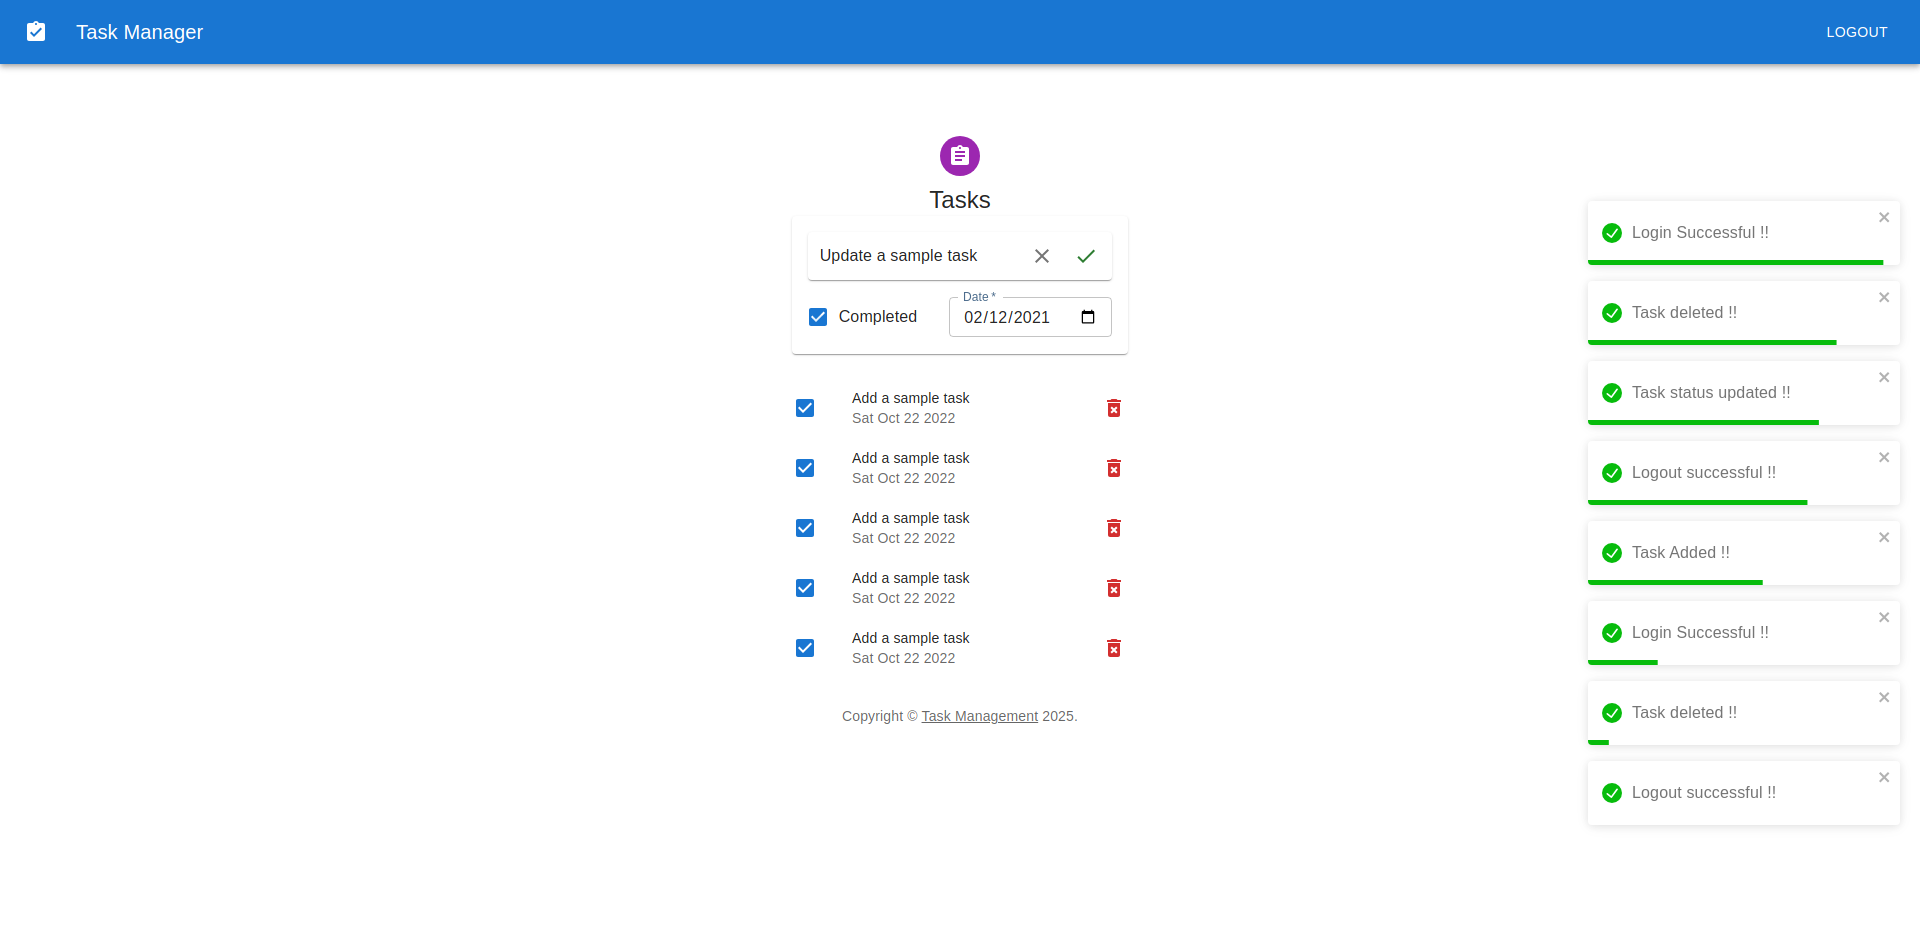 Task Manager
LOGOUT
Tasks
Update a sample task
Completed
Date *
02/12/2021
Add a sample task
Sat Oct 22 2022
Add a sample task
Sat Oct 22 2022
Add a sample task
Sat Oct 22 2022
Add a sample task
Sat Oct 22 2022
Add a sample task
Sat Oct 22 2022
Copyright © Task Management 2025.
Login Successful !!
Task deleted !!
Task status updated !!
Logout successful !!
Task Added !!
Login Successful !!
Task deleted !!
Logout successful !!